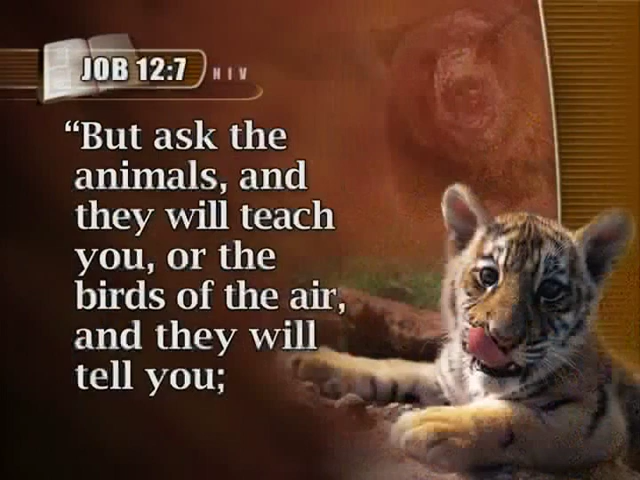 JOB 12:7 NIV
“But ask the
animals, and
they will teach
you, or the
birds of the air,
and they will
tell you;